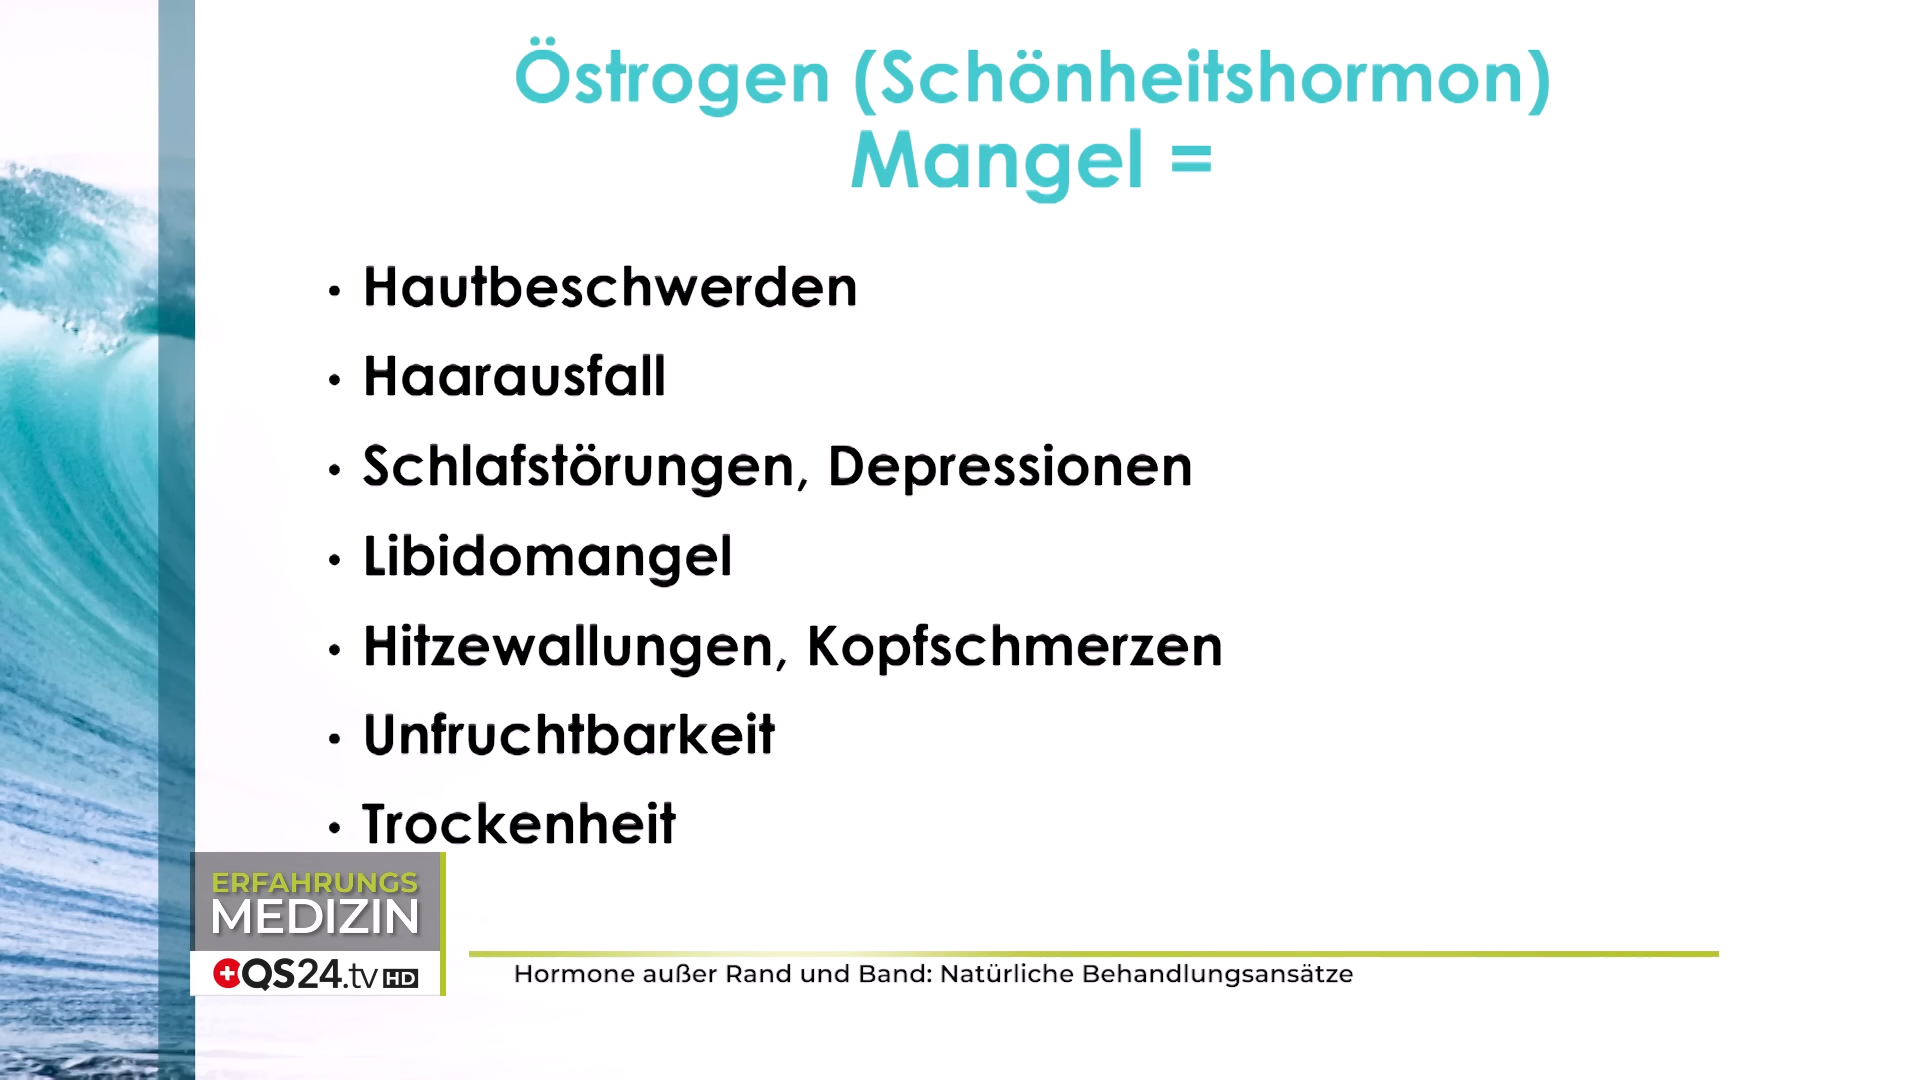 Östrogen (Schönheitshormon)
Mangel =
• Hautbeschwerden
• Haarausfall
• Schlafstörungen, Depressionen
• Libidomangel
• Hitzewallungen, Kopfschmerzen
• Unfruchtbarkeit
• Trockenheit
ERFAHRUNGS
MEDIZIN
QS24.tv HD
Hormone außer Rand und Band: Natürliche Behandlungsansätze